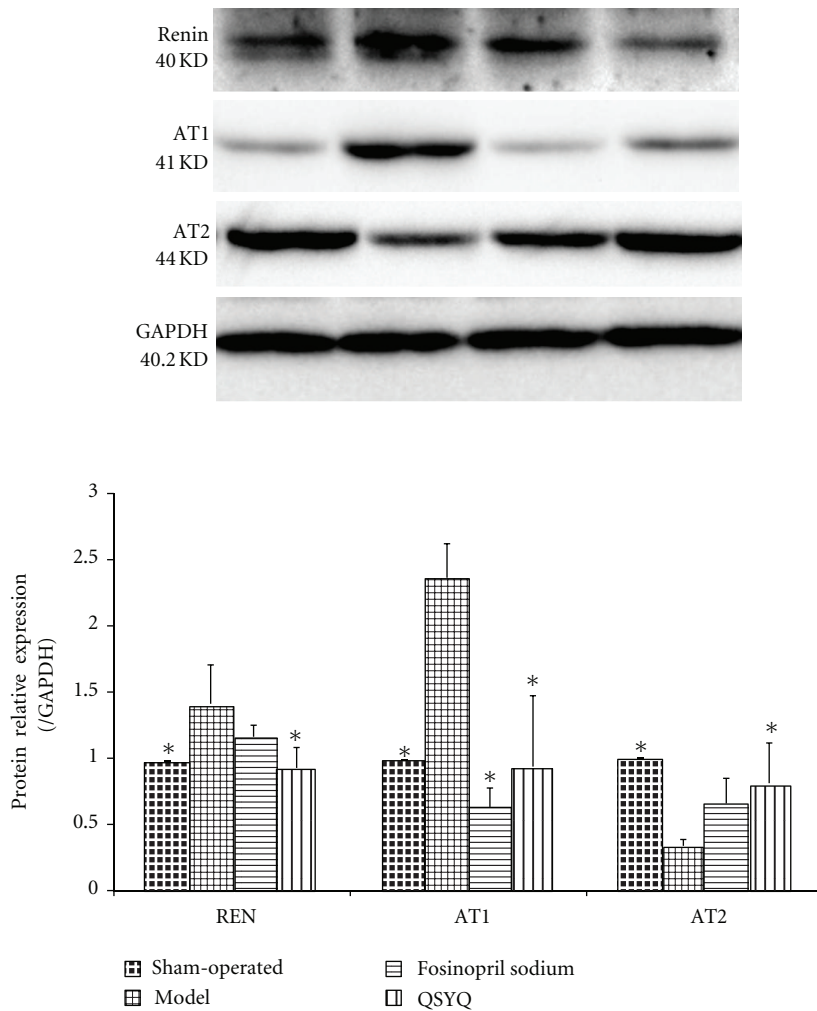 Renin
40 KD
AT1
41 KD
AT2
44 KD
GAPDH
40.2 KD
Protein relative expression
(/GAPDH)
3
2.5
2
1.5
1
0.5
0
*
*
*
*
*
*
*
REN
AT1
AT2
Sham-operated
Model
Fosinopril sodium
QSYQ